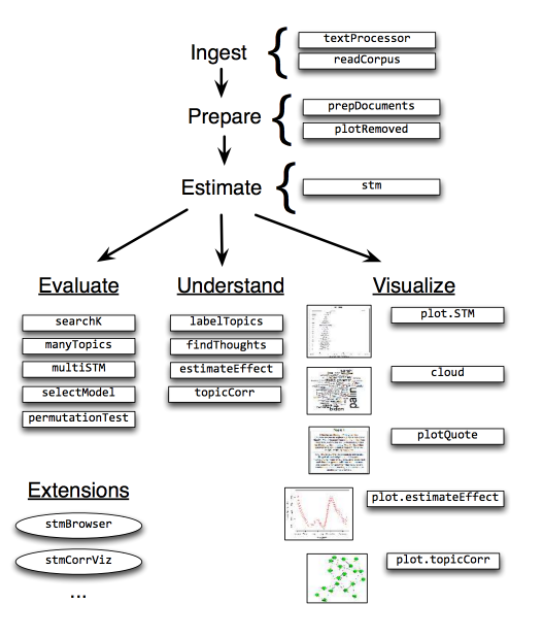 Ingest
textProcessor
readCorpus
Prepare
prepDocuments
plotRemoved
Estimate
stm
Evaluate
searchK
manyTopics
multiSTM
selectModel
permutationTest
Understand
labelTopics
findThoughts
estimateEffect
topicCorr
Visualize
plot.STM
cloud
palin
plotQuote
plot.estimateEffect
plot.topicCorr
Extensions
stmBrowser
stmCorrViz
...